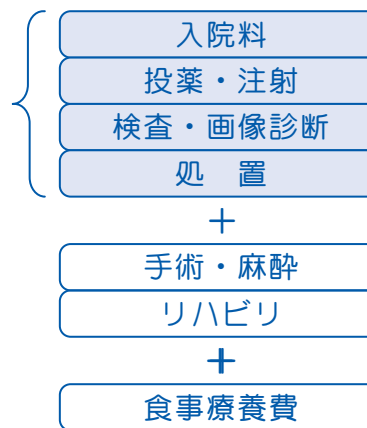 入院料
投薬・注射
検査・画像診断
処　置
+
手術・麻酔
リハビリ
+
食事療養費